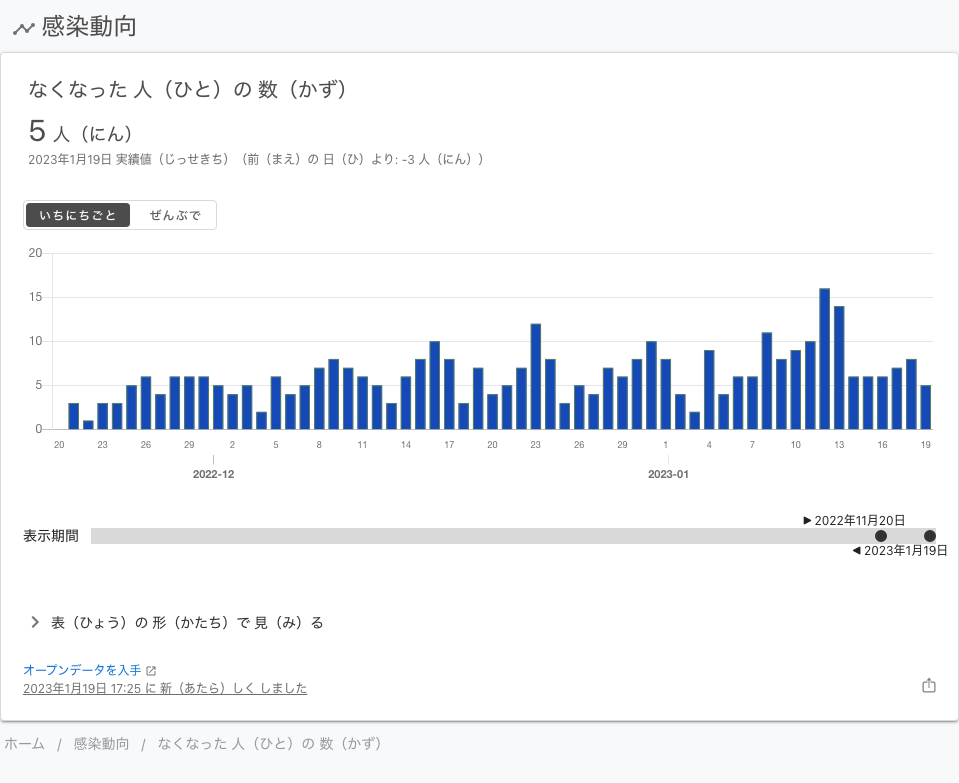 感染動向
なくなった 人（ひと）の 数（かず）
5 人（にん）
2023年1月19日 実績値（じっせきち）（前（まえ）の 日（ひ）より: -3 人（にん））
いちにちごと ぜんぶで
20
15
10
5
0
20 23 26 29 2 5 8 11 14 17 20 23 26 29 1 4 7 10 13 16 19
2022-12 2023-01
▶ 2022年11月20日
表示期間
◀ 2023年1月19日
表（ひょう）の 形（かたち）で 見（み）る
オープンデータを入手
2023年1月19日 17:25 に 新（あたら）しく しました
ホーム / 感染動向 / なくなった 人（ひと）の 数（かず）